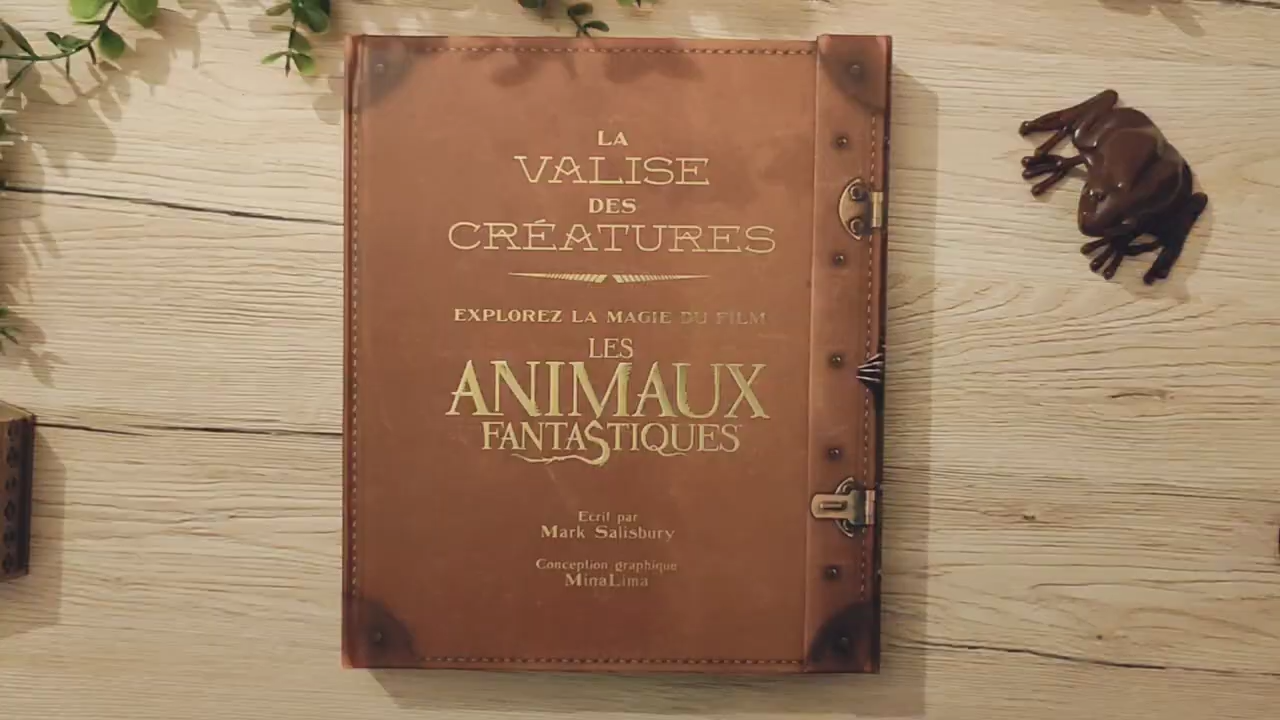 LA
VALISE
DES
CRÉATURES
EXPLOREZ LA MAGIE DU FILM
LES
ANIMAUX
FANTASTIQUES
Ecrit par
Mark Salisbury
Conception graphique
MinaLima